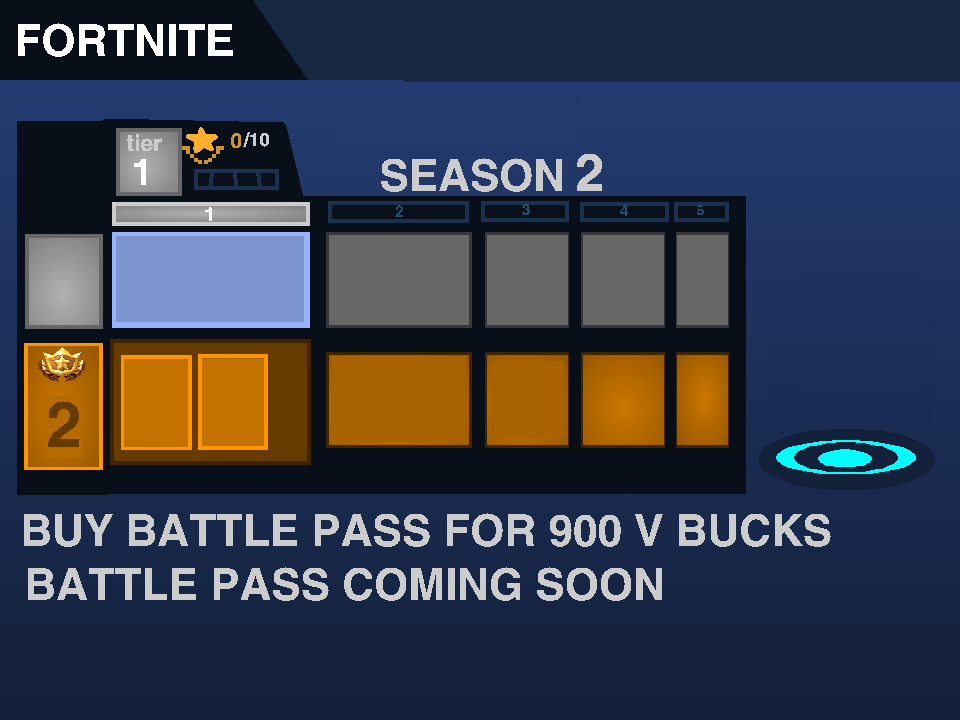 FORTNITE
tier
1
0/10
SEASON 2
1 2 3 4 5
2
BUY BATTLE PASS FOR 900 V BUCKS
BATTLE PASS COMING SOON